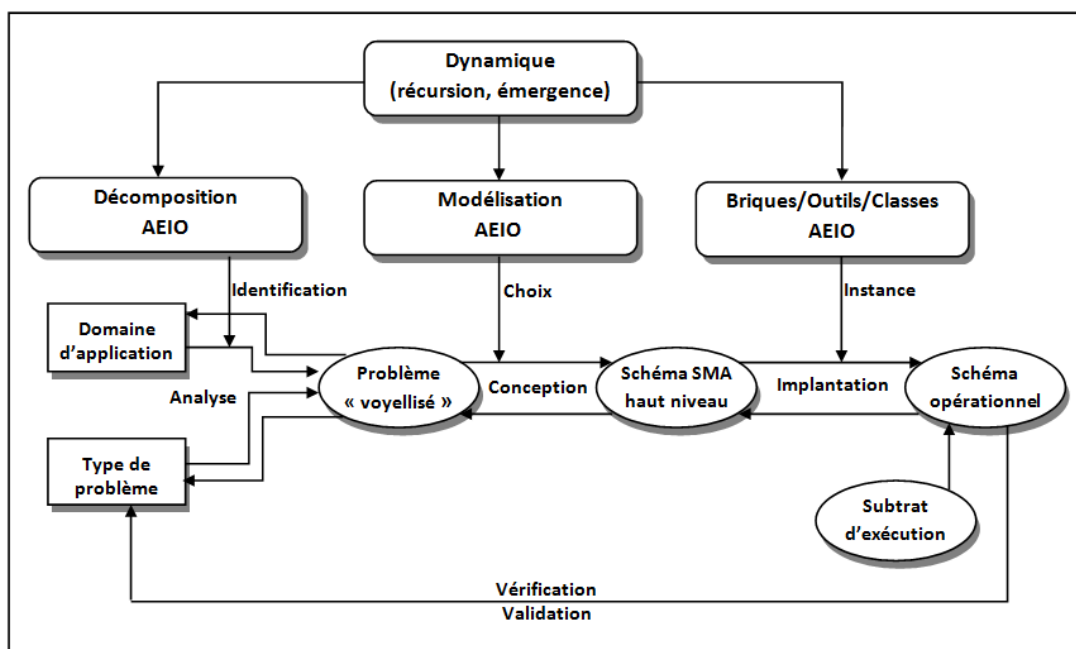 Dynamique
(récursion, émergence)
Décomposition
AEIO
Modélisation
AEIO
Briques/Outils/Classes
AEIO
Identification
Choix
Instance
Domaine
d'application
Analyse
Type de
problème
Problème
« voyellisé »
Conception
Schéma SMA
haut niveau
Implantation
Schéma
opérationnel
Subtrat
d'exécution
Vérification
Validation